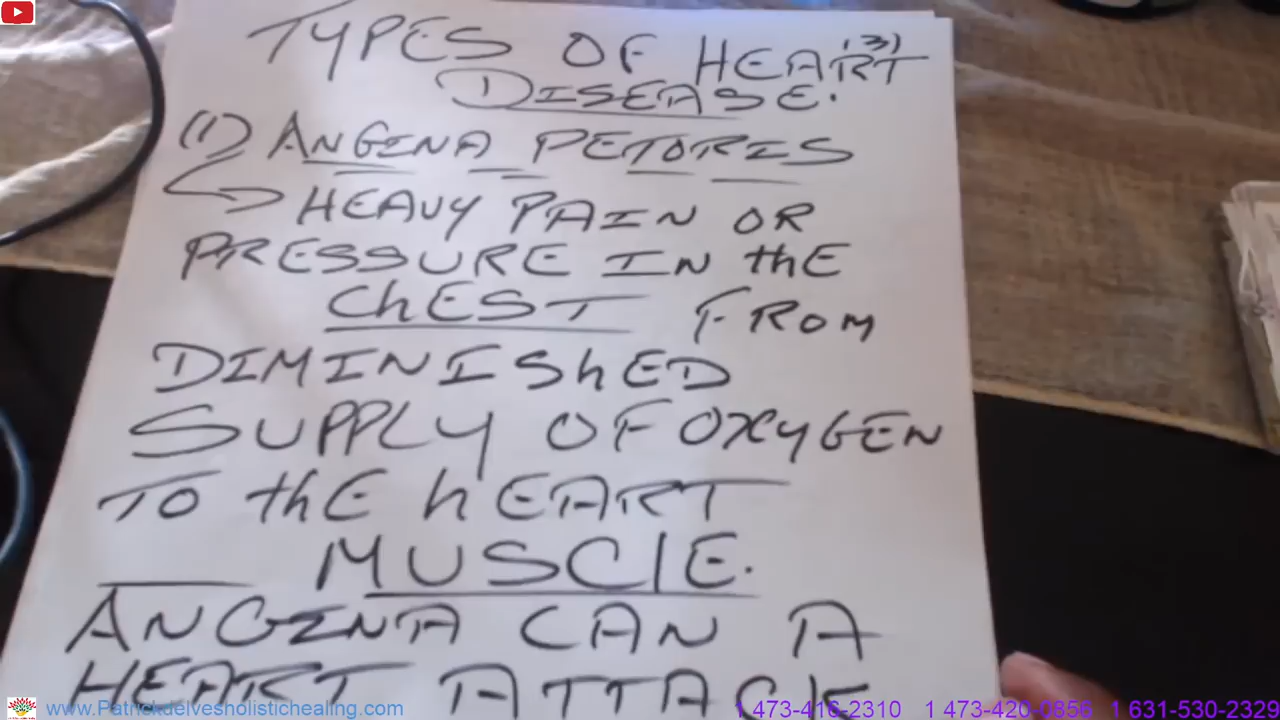 TYPES OF HEART (3)
DISEASE.
(1) ANGINA PETORIS
HEAVY PAIN OR
PRESSURE IN thE
ChEST FROM
DIMINIShED
SUPPLY OF OXYGEN
TO thE hEART
MUSClE.
ANGINA CAN A
HEART ATTACK
www.Patrickdelvesholistichealing.com
1 473-416-2310 1 473-420-0856 1 631-530-2329